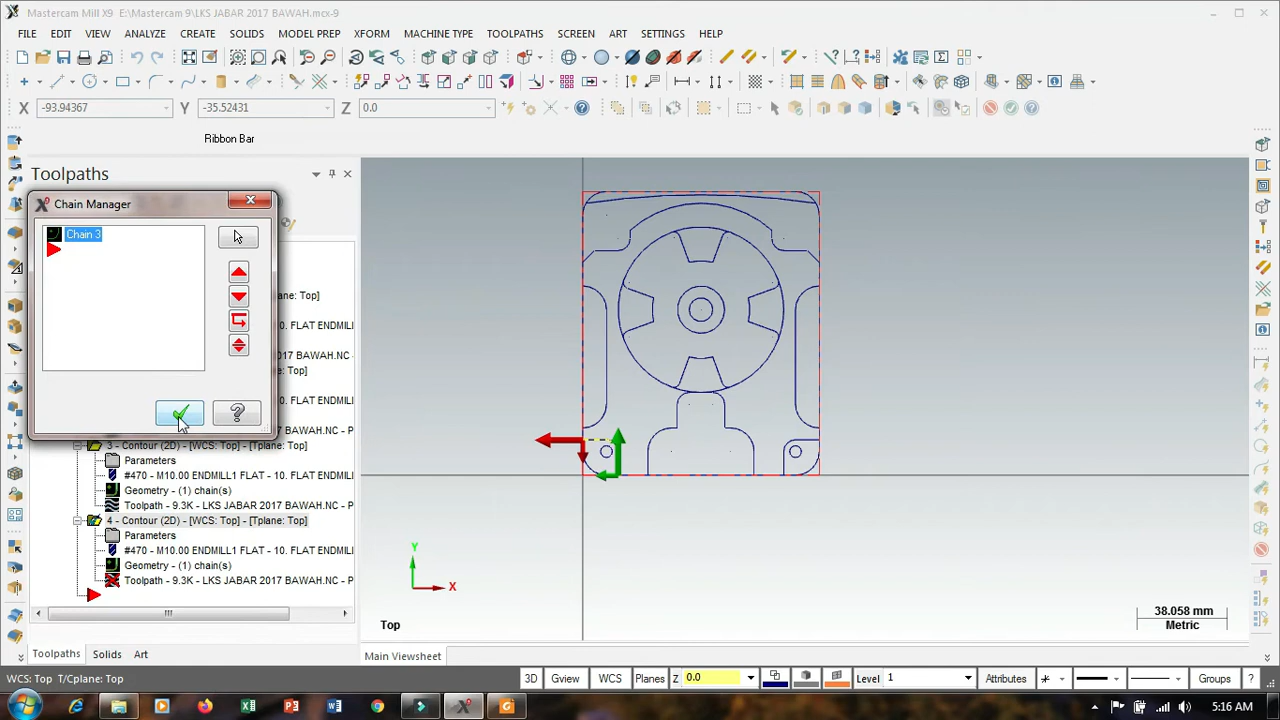 Mastercam Mill X9  E:\Mastercam 9\LKS JABAR 2017 BAWAH.mcx-9
FILE EDIT VIEW ANALYZE CREATE SOLIDS MODEL PREP XFORM MACHINE TYPE TOOLPATHS SCREEN ART SETTINGS HELP
X -93.94367 Y -35.52431 Z 0.0
Ribbon Bar
Toolpaths
Chain Manager
Chain 3
ane: Top]
10. FLAT ENDMILL
017 BAWAH.NC - P
ane: Top]
10. FLAT ENDMILL
BAWAH.NC - P
3 - Contour (2D) - [WCS: Top] - [Tplane: Top]
Parameters
#470 - M10.00 ENDMILL1 FLAT - 10. FLAT ENDMILL
Geometry - (1) chain(s)
Toolpath - 9.3K - LKS JABAR 2017 BAWAH.NC - P
4 - Contour (2D) - [WCS: Top] - [Tplane: Top]
Parameters
#470 - M10.00 ENDMILL1 FLAT - 10. FLAT ENDMILL
Geometry - (1) chain(s)
Toolpath - 9.3K - LKS JABAR 2017 BAWAH.NC - P
Y
X
Top
38.058 mm
Metric
Toolpaths Solids Art
Main Viewsheet
WCS: Top  T/Cplane: Top
3D Gview WCS Planes Z 0.0 Level 1 Attributes Groups ?
5:16 AM